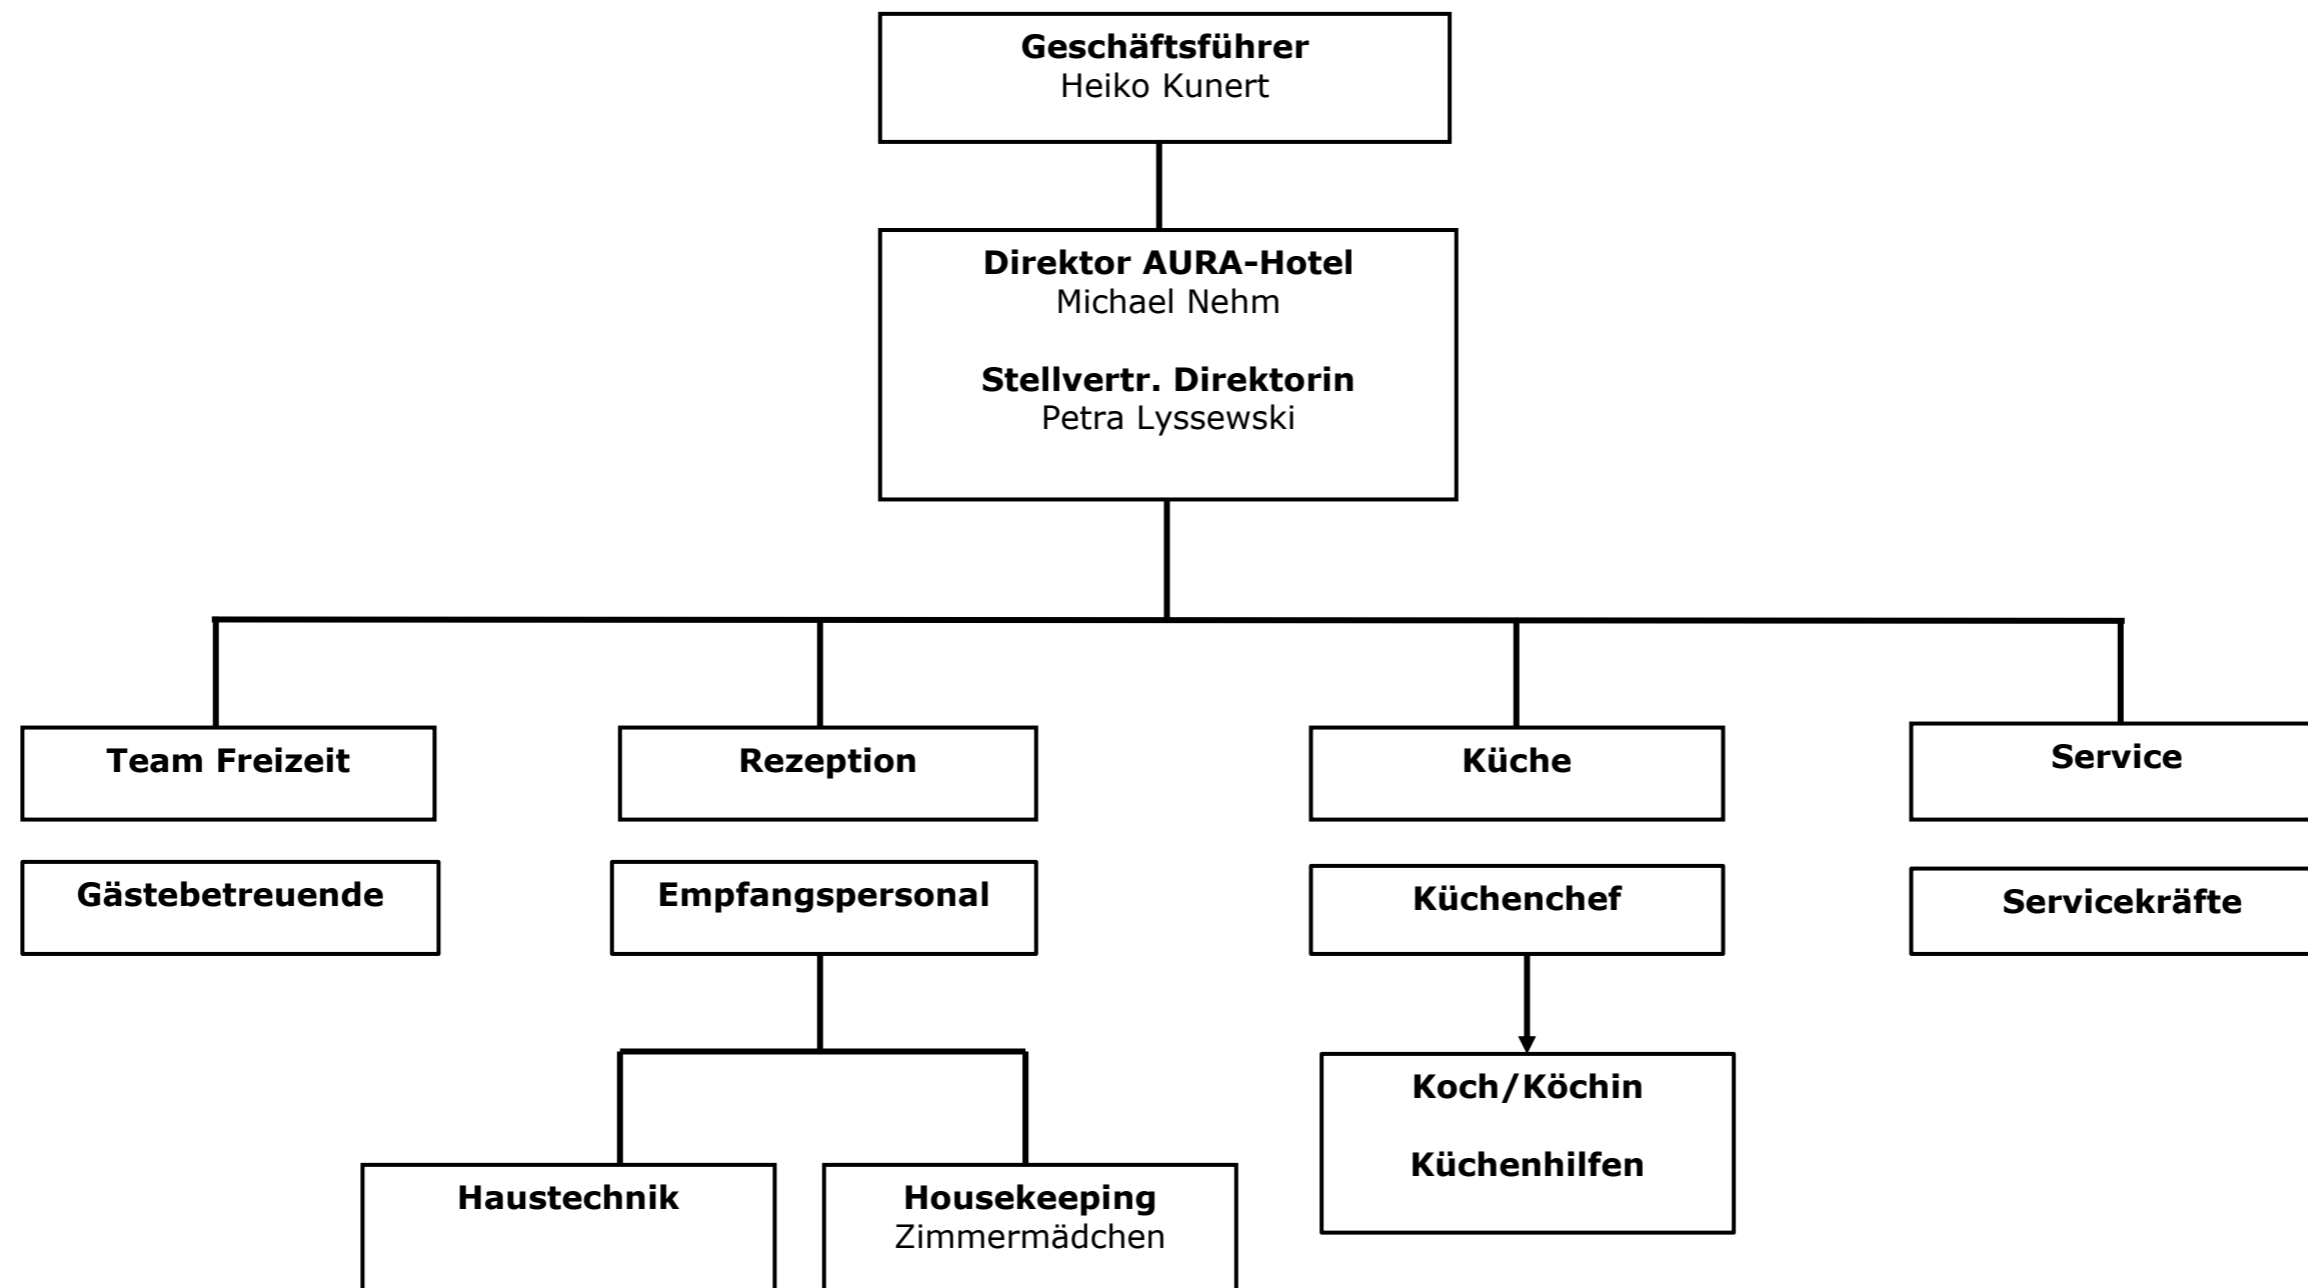 Geschäftsführer
Heiko Kunert
Direktor AURA-Hotel
Michael Nehm
Stellvertr. Direktorin
Petra Lyssewski
Team Freizeit
Rezeption
Küche
Service
Gästebetreuende
Empfangspersonal
Küchenchef
Servicekräfte
Koch/Köchin
Küchenhilfen
Haustechnik
Housekeeping
Zimmermädchen